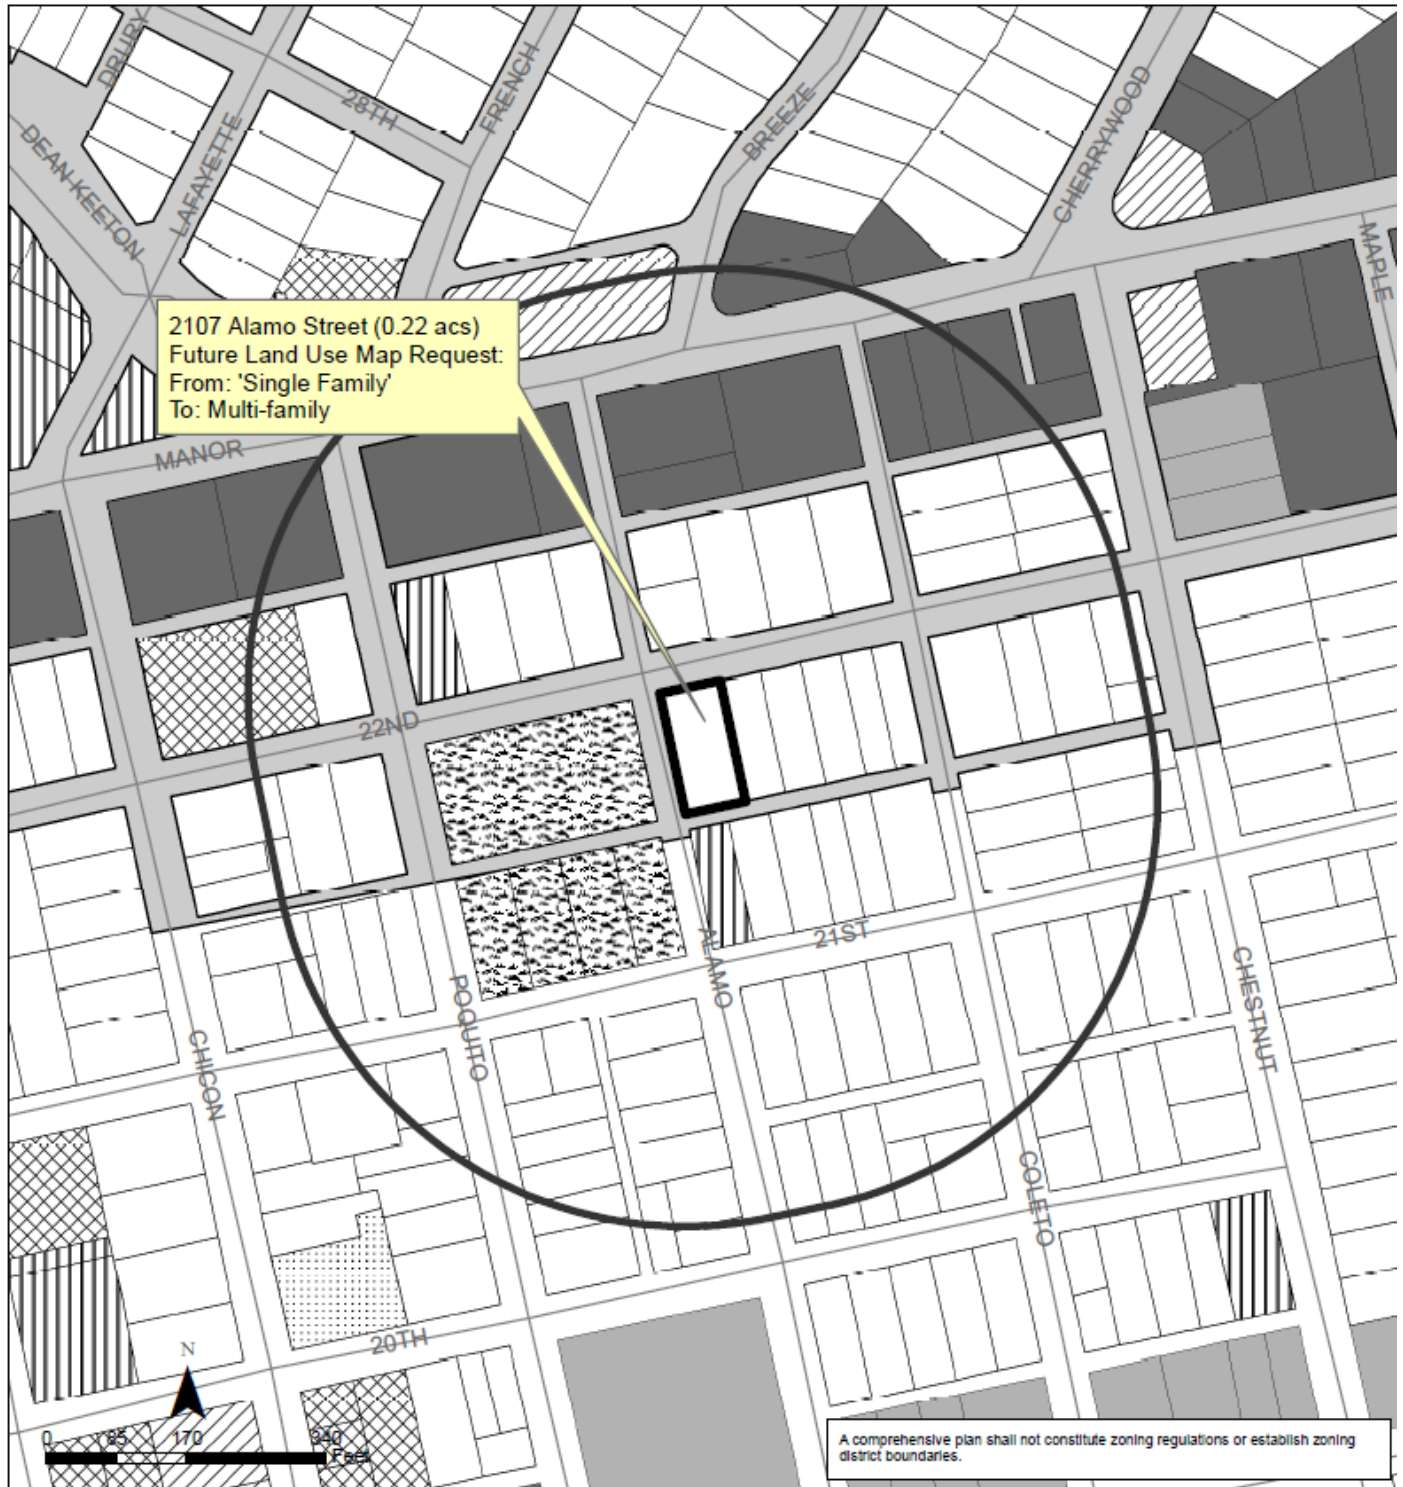 DRURY
28TH
FRENCH
BREEZE
CHERRYWOOD
DEAN KEETON
LAFAYETTE
MAPLE
2107 Alamo Street (0.22 acs)
Future Land Use Map Request:
From: 'Single Family'
To: Multi-family
MANOR
22ND
21ST
ALAMO
POQUITO
CHICON
CHESTNUT
COLETO
20TH
N
0 85 170 340
Feet
A comprehensive plan shall not constitute zoning regulations or establish zoning
district boundaries.